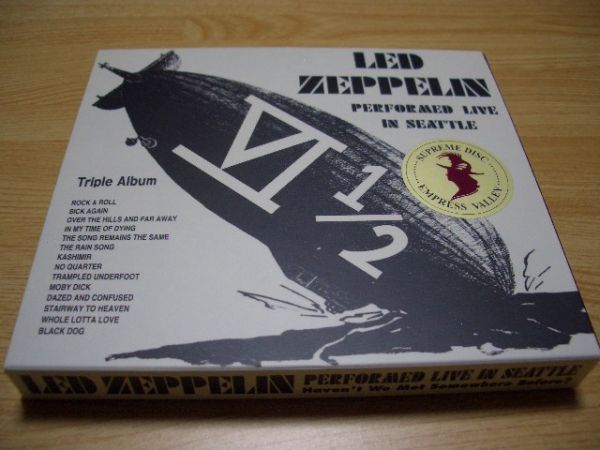 LED
ZEPPELIN
PERFORMED LIVE
IN SEATTLE
SUPREME DISC
EMPRESS VALLEY
VI 1/2
Triple Album
ROCK & ROLL
SICK AGAIN
OVER THE HILLS AND FAR AWAY
IN MY TIME OF DYING
THE SONG REMAINS THE SAME
THE RAIN SONG
KASHIMIR
NO QUARTER
TRAMPLED UNDERFOOT
MOBY DICK
DAZED AND CONFUSED
STAIRWAY TO HEAVEN
WHOLE LOTTA LOVE
BLACK DOG
LED ZEPPELIN PERFORMED LIVE IN SEATTLE
Haven't We Met Somewhere Before?